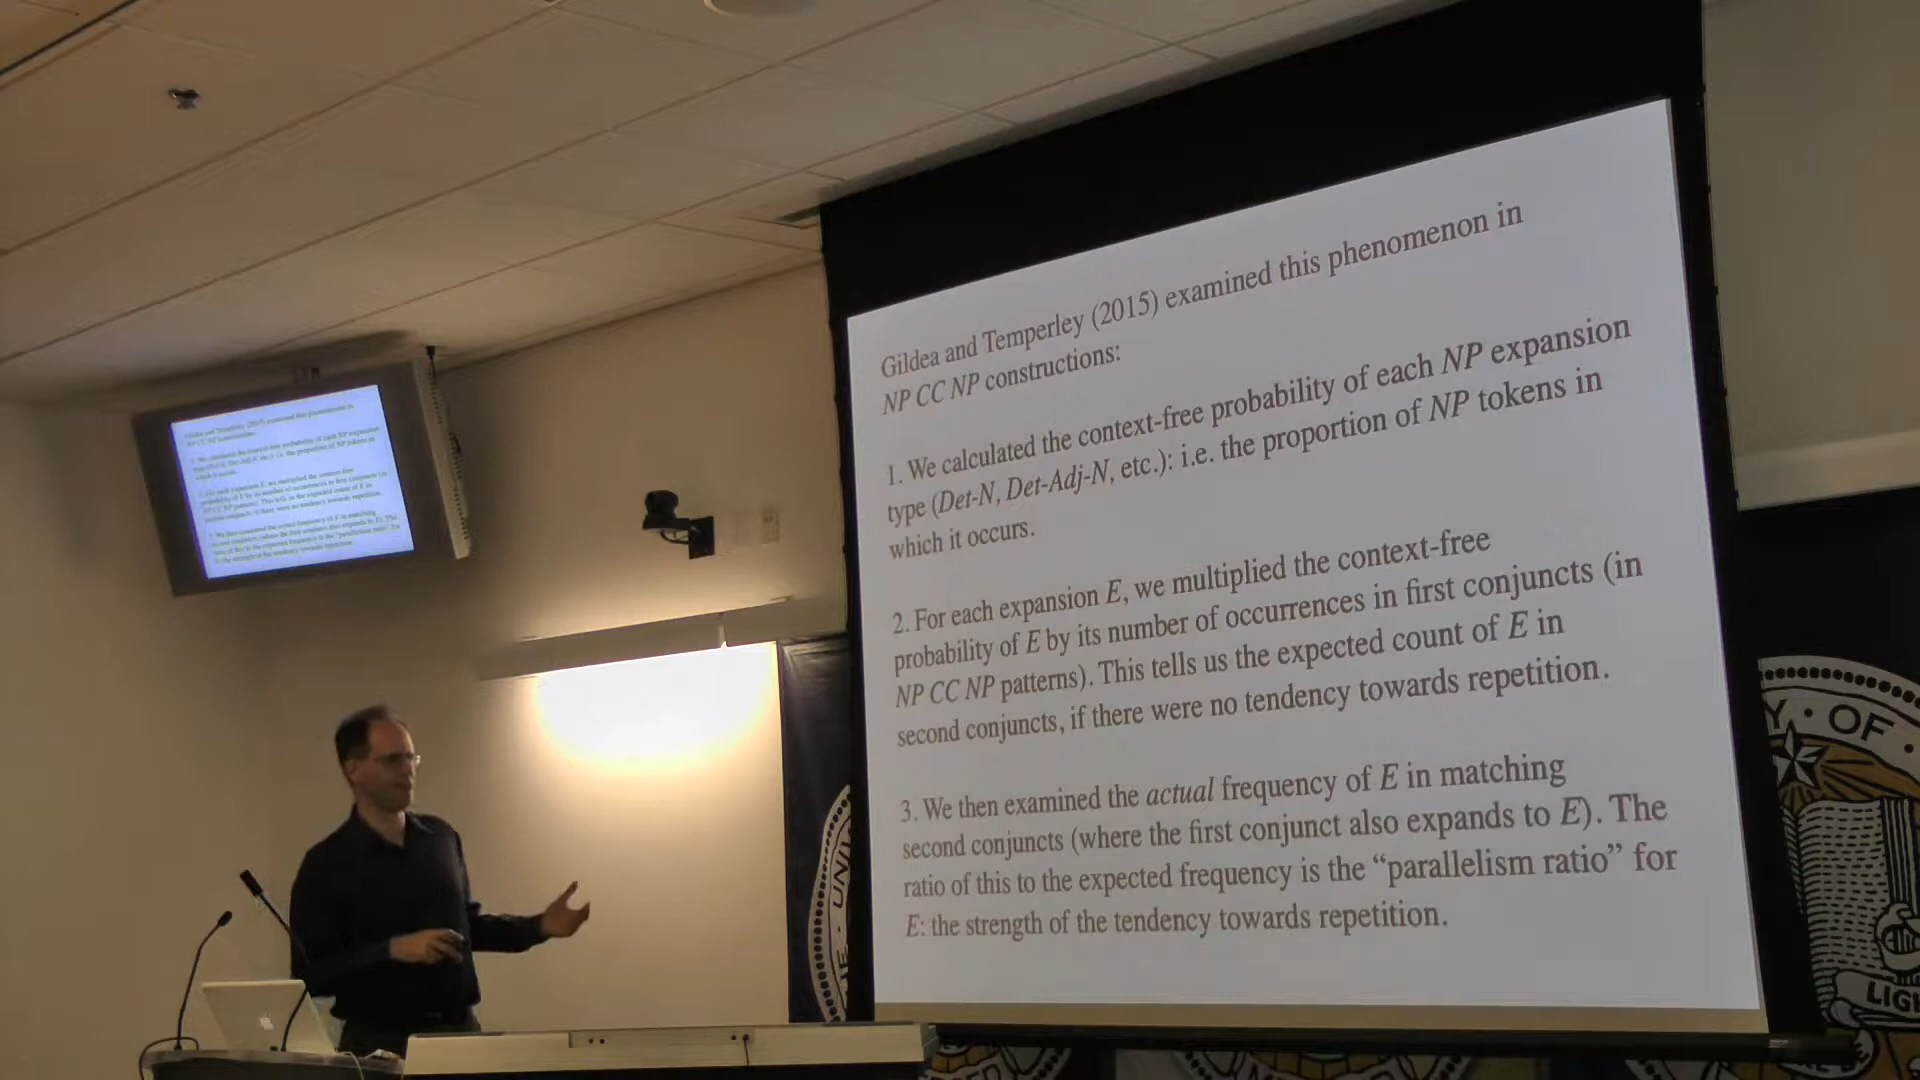 Gildea and Temperley (2015) examined this phenomenon in
NP CC NP constructions:
1. We calculated the context-free probability of each NP expansion
type (Det-N, Det-Adj-N, etc.): i.e. the proportion of NP tokens in
which it occurs.
2. For each expansion E, we multiplied the context-free
probability of E by its number of occurrences in first conjuncts (in
NP CC NP patterns). This tells us the expected count of E in
second conjuncts, if there were no tendency towards repetition.
3. We then examined the actual frequency of E in matching
second conjuncts (where the first conjunct also expands to E). The
ratio of this to the expected frequency is the “parallelism ratio” for
E: the strength of the tendency towards repetition.
Y · OF ·